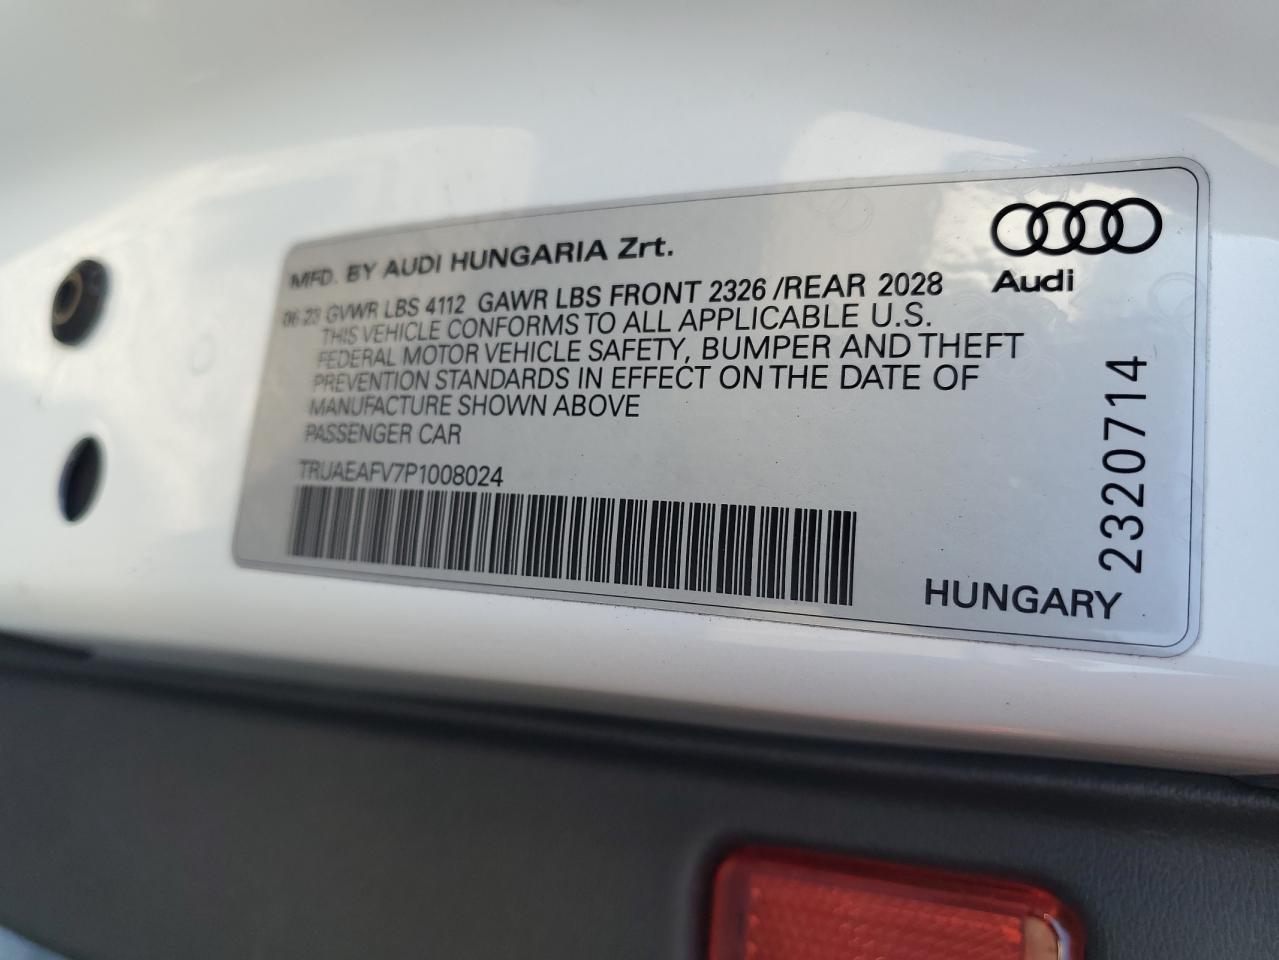 MFD. BY AUDI HUNGARIA Zrt.
Audi
06.23 GVWR LBS 4112 GAWR LBS FRONT 2326 /REAR 2028
THIS VEHICLE CONFORMS TO ALL APPLICABLE U.S.
FEDERAL MOTOR VEHICLE SAFETY, BUMPER AND THEFT
PREVENTION STANDARDS IN EFFECT ON THE DATE OF
MANUFACTURE SHOWN ABOVE
PASSENGER CAR
TRUAEAFV7P1008024
HUNGARY
2320714